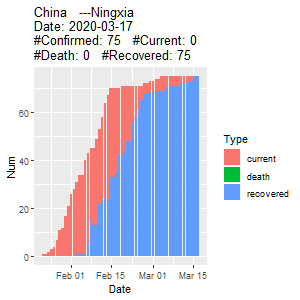 China   ---Ningxia
Date: 2020-03-17
#Confirmed: 75   #Current: 0
#Death: 0   #Recovered: 75
Num
60
40
20
0
Feb 01
Feb 15
Mar 01
Mar 15
Date
Type
current
death
recovered